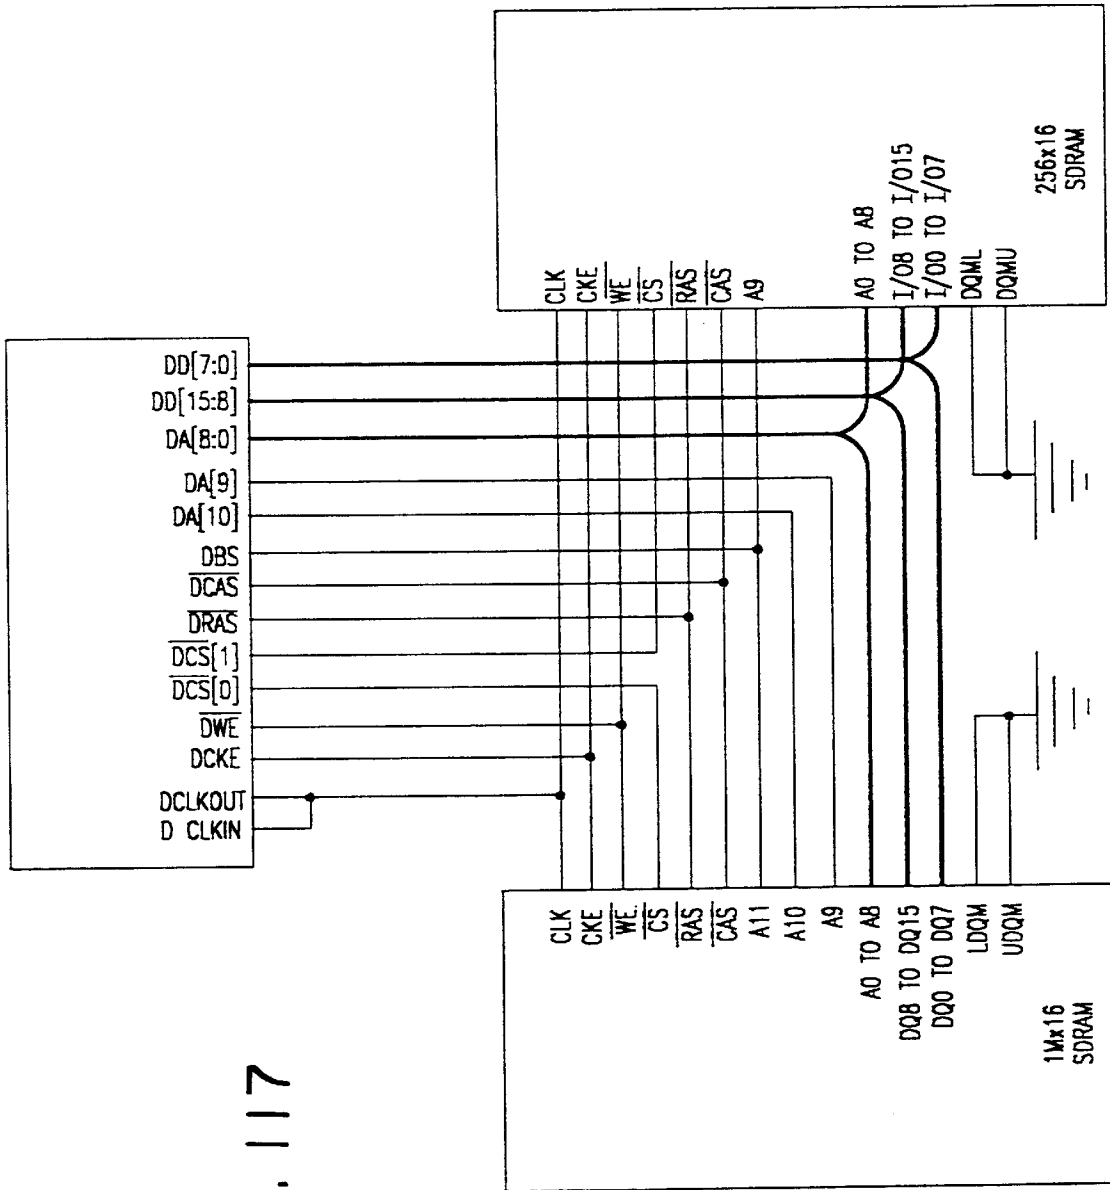 DD[7:0]
DD[15:8]
DA[8:0]
DA[9]
DA[10]
DBS
DCAS
DRAS
DCS[1]
DCS[0]
DWE
DCKE
DCLKOUT
D CLKIN
CLK
CKE
WE
CS
RAS
CAS
A9
A0 TO A8
I/O8 TO I/O15
I/O0 TO I/O7
DQML
DQMU
256x16
SDRAM
CLK
CKE
WE
CS
RAS
CAS
A11
A10
A9
A0 TO A8
DQ8 TO DQ15
DQ0 TO DQ7
LDQM
UDQM
1Mx16
SDRAM
. 117